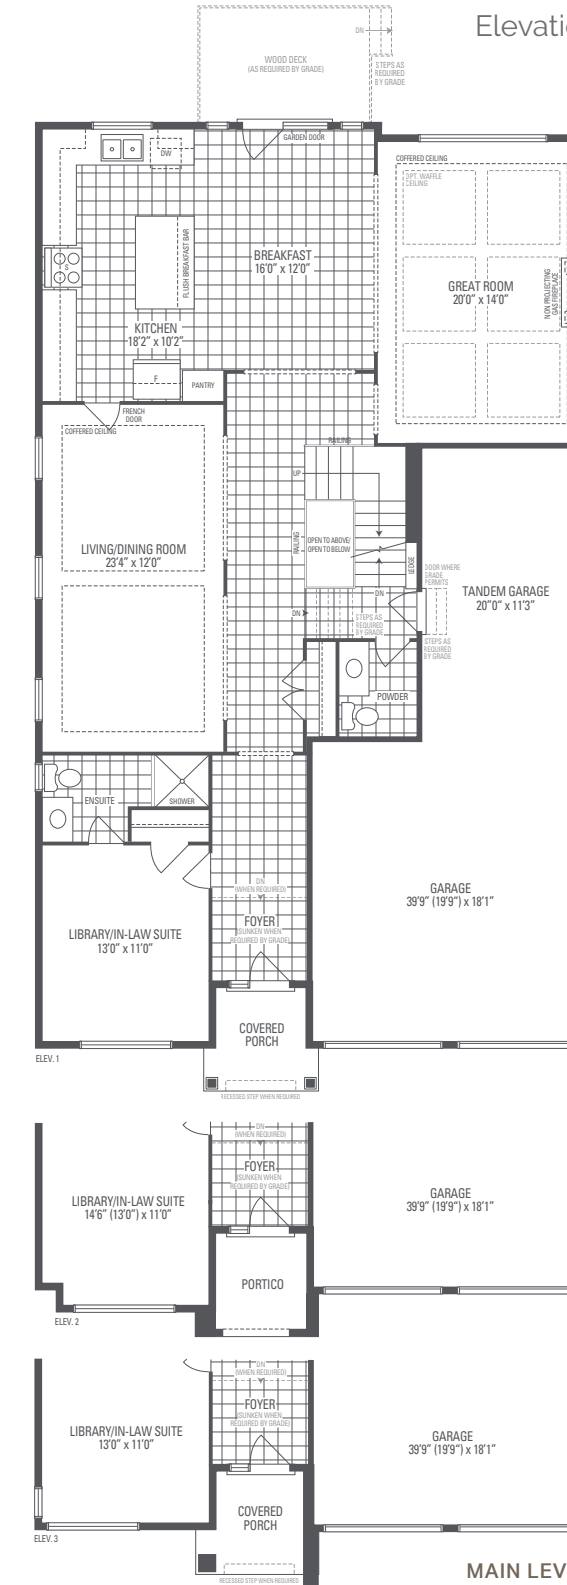 Elevatio
DN
WOOD DECK
(AS REQUIRED BY GRADE)
STEPS AS
REQUIRED
BY GRADE
GARDEN DOOR
DW
COFFERED CEILING
OPT. WAFFLE
CEILING
BREAKFAST
16'0" x 12'0"
FLUSH BREAKFAST BAR
S
GREAT ROOM
20'0" x 14'0"
NON PROJECTING
GAS FIREPLACE
KITCHEN
18'2" x 10'2"
F
PANTRY
FRENCH
DOOR
COFFERED CEILING
RAILING
UP
RAILING
OPEN TO ABOVE/
OPEN TO BELOW
LIVING/DINING ROOM
23'4" x 12'0"
LEDGE
DOOR WHERE
GRADE
PERMITS
TANDEM GARAGE
20'0" x 11'3"
DN
DN
STEPS AS
REQUIRED
BY GRADE
STEPS AS
REQUIRED
BY GRADE
POWDER
ENSUITE
SHOWER
DN
(WHEN REQUIRED)
GARAGE
39'9" (19'9") x 18'1"
FOYER
(SUNKEN WHEN
REQUIRED BY GRADE)
LIBRARY/IN-LAW SUITE
13'0" x 11'0"
COVERED
PORCH
ELEV. 1
RECESSED STEP WHEN REQUIRED
DN
(WHEN REQUIRED)
FOYER
(SUNKEN WHEN
REQUIRED BY GRADE)
LIBRARY/IN-LAW SUITE
14'6" (13'0") x 11'0"
GARAGE
39'9" (19'9") x 18'1"
PORTICO
ELEV. 2
DN
(WHEN REQUIRED)
FOYER
(SUNKEN WHEN
REQUIRED BY GRADE)
LIBRARY/IN-LAW SUITE
13'0" x 11'0"
GARAGE
39'9" (19'9") x 18'1"
COVERED
PORCH
ELEV. 3
RECESSED STEP WHEN REQUIRED
MAIN LEV